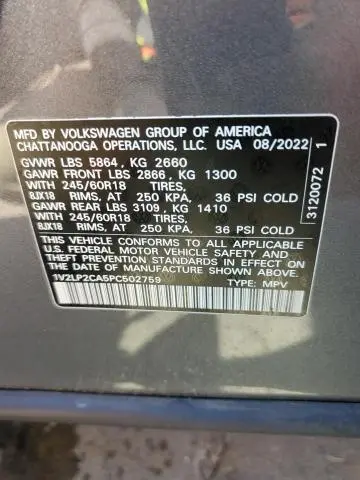 MFD BY VOLKSWAGEN GROUP OF AMERICA
CHATTANOOGA OPERATIONS, LLC. USA 08/2022
GVWR LBS 5864, KG 2660
GAWR FRONT LBS 2866, KG 1300
WITH 245/60R18 TIRES,
8JX18 RIMS, AT 250 KPA, 36 PSI COLD
GAWR REAR LBS 3109, KG 1410
WITH 245/60R18 TIRES,
8JX18 RIMS, AT 250 KPA, 36 PSI COLD
THIS VEHICLE CONFORMS TO ALL APPLICABLE
U.S. FEDERAL MOTOR VEHICLE SAFETY AND
THEFT PREVENTION STANDARDS IN EFFECT ON
THE DATE OF MANUFACTURE SHOWN ABOVE.
1V2LP2CA5PC502759 TYPE: MPV
3120072 1